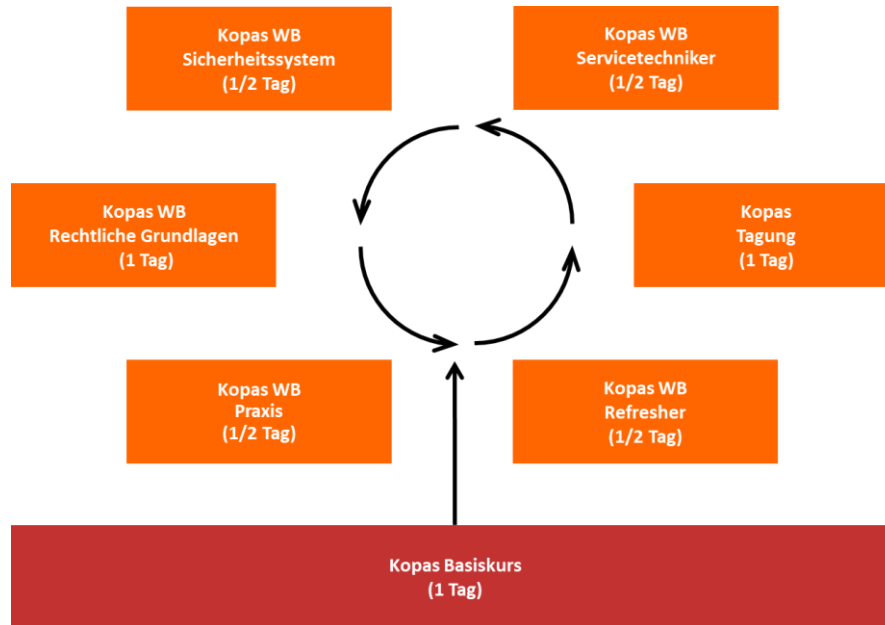 Kopas WB
Sicherheitssystem
(1/2 Tag)
Kopas WB
Servicetechniker
(1/2 Tag)
Kopas WB
Rechtliche Grundlagen
(1 Tag)
Kopas
Tagung
(1 Tag)
Kopas WB
Praxis
(1/2 Tag)
Kopas WB
Refresher
(1/2 Tag)
Kopas Basiskurs
(1 Tag)